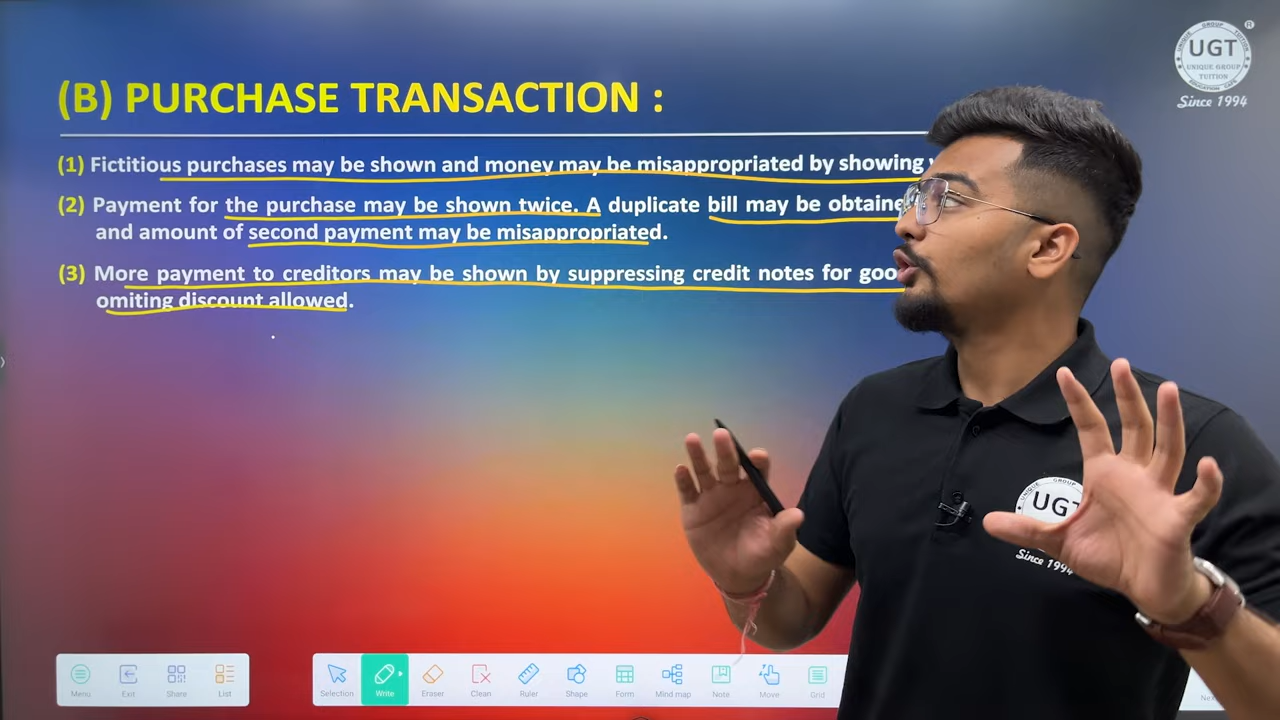 UNIQUE GROUP TUITION
UGT
UNIQUE GROUP
TUITION
Since 1994
(B) PURCHASE TRANSACTION :
(1) Fictitious purchases may be shown and money may be misappropriated by showing
(2) Payment for the purchase may be shown twice. A duplicate bill may be
and amount of second payment may be misappropriated.
(3) More payment to creditors may be shown by suppressing credit notes for
omiting discount allowed.
UGT
Since 1994
Menu Exit Share List Selection Write Eraser Clean Ruler Shape Form Mind map Note Move Grid